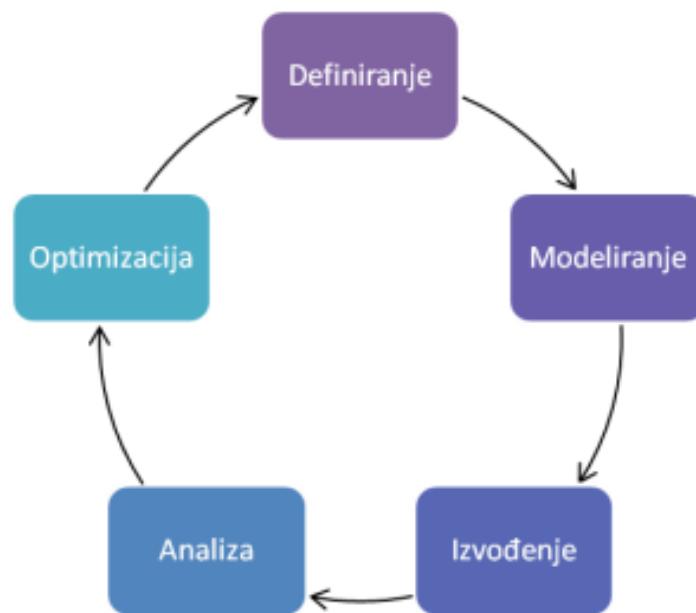 Definiranje
Modeliranje
Izvođenje
Analiza
Optimizacija